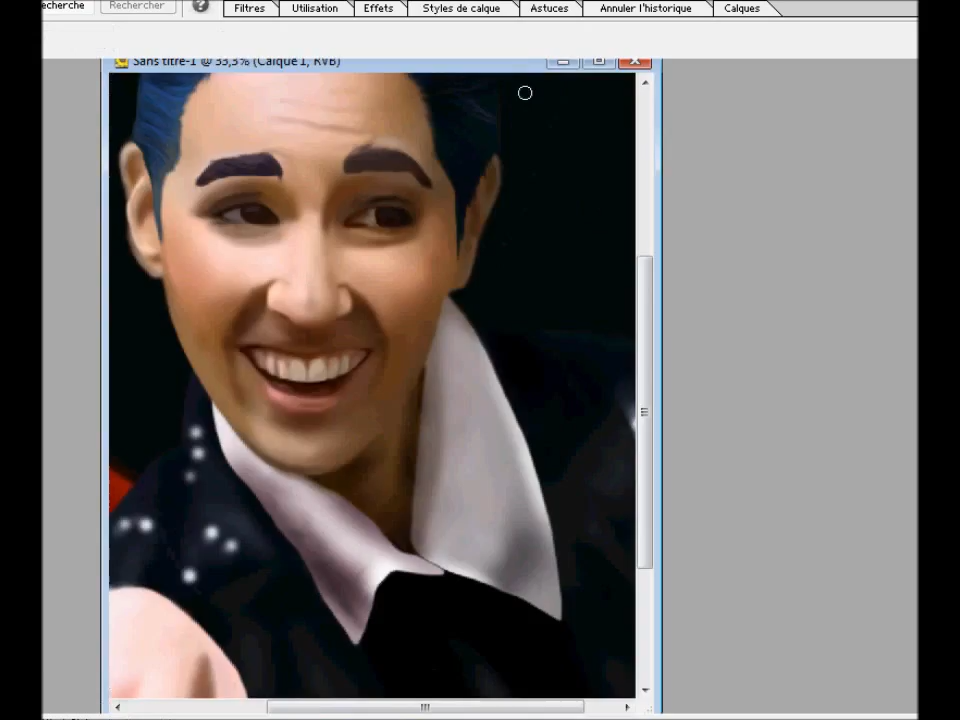 echerche Rechercher Filtres Utilisation Effets Styles de calque Astuces Annuler l'historique Calques
Sans titre-1 @ 33,3% (Calque 1, RVB)